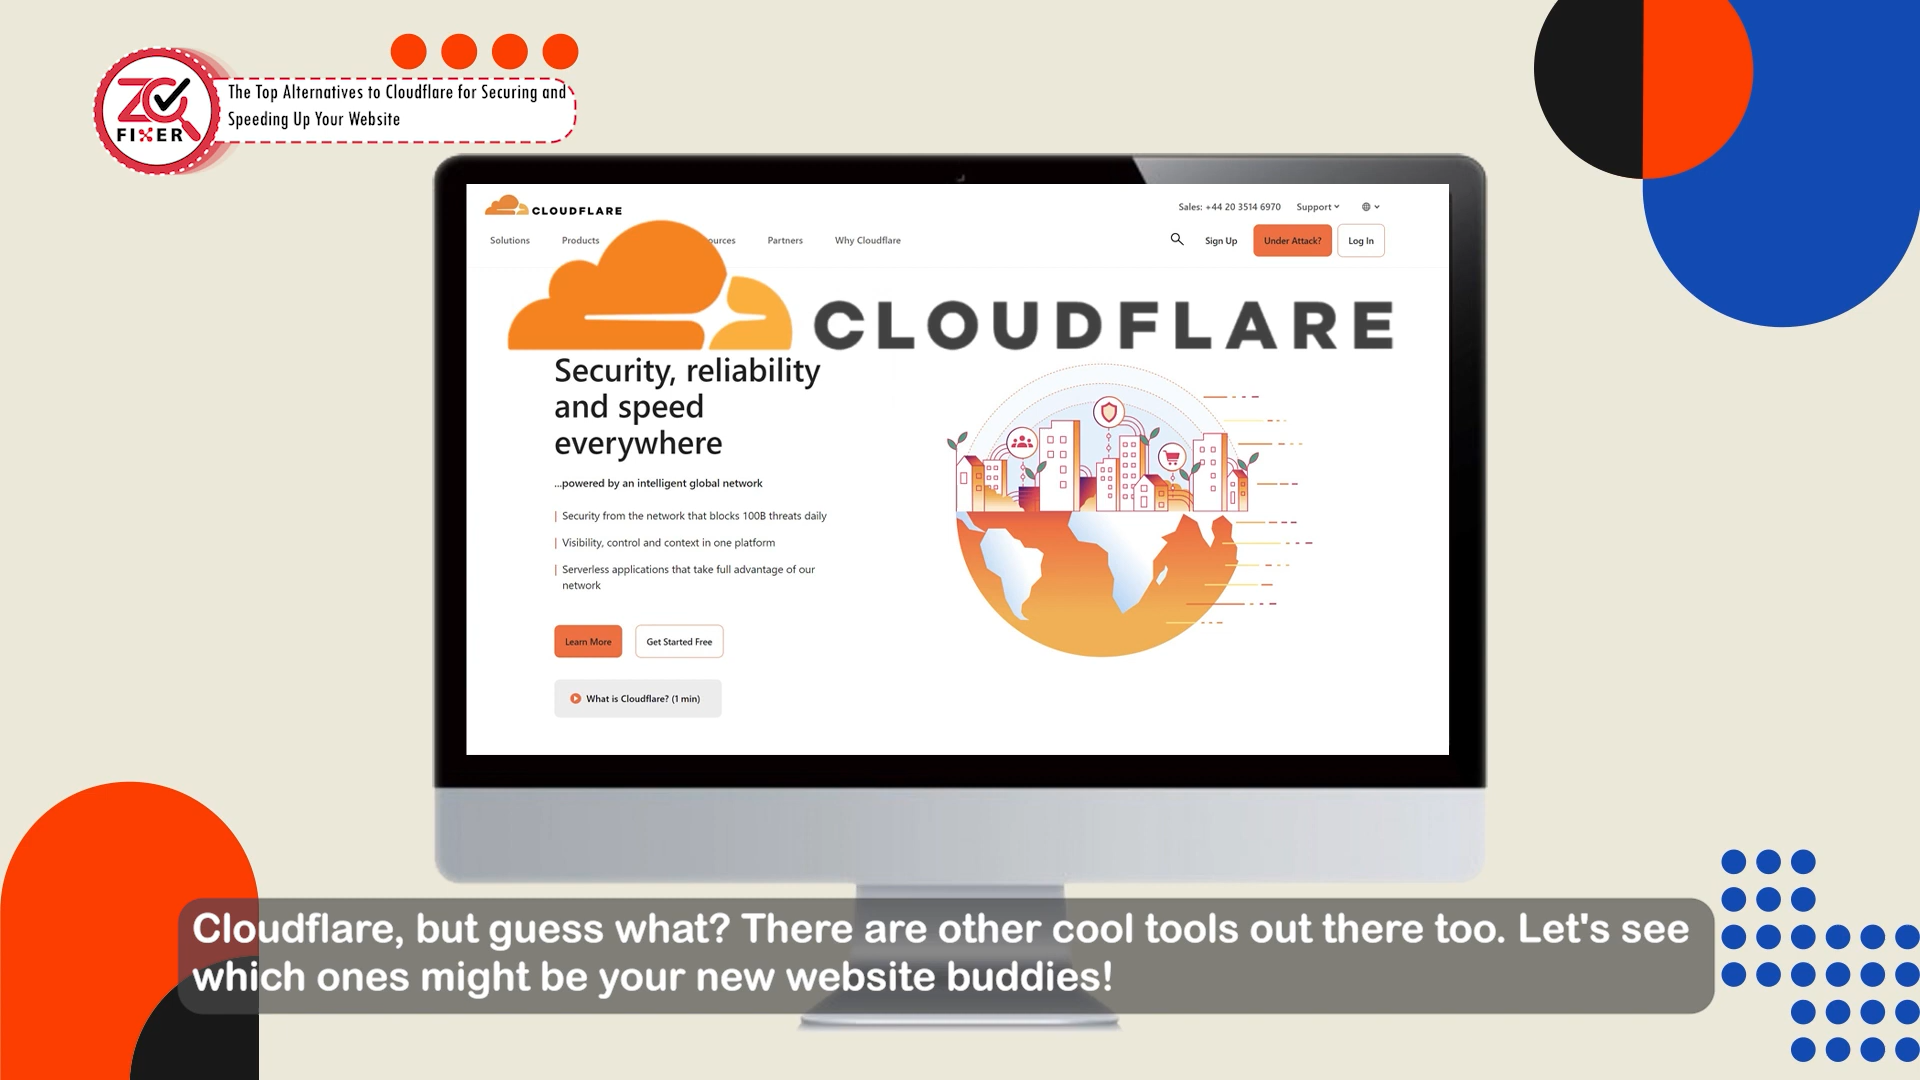 ZO
FIXER
The Top Alternatives to Cloudflare for Securing and
Speeding Up Your Website
CLOUDFLARE
Sales: +44 20 3514 6970 Support
Solutions Products ources Partners Why Cloudflare Sign Up Under Attack? Log In
CLOUDFLARE
Security, reliability
and speed
everywhere
...powered by an intelligent global network
Security from the network that blocks 100B threats daily
Visibility, control and context in one platform
Serverless applications that take full advantage of our
network
Learn More Get Started Free
What is Cloudflare? (1 min)
Cloudflare, but guess what? There are other cool tools out there too. Let's see
which ones might be your new website buddies!